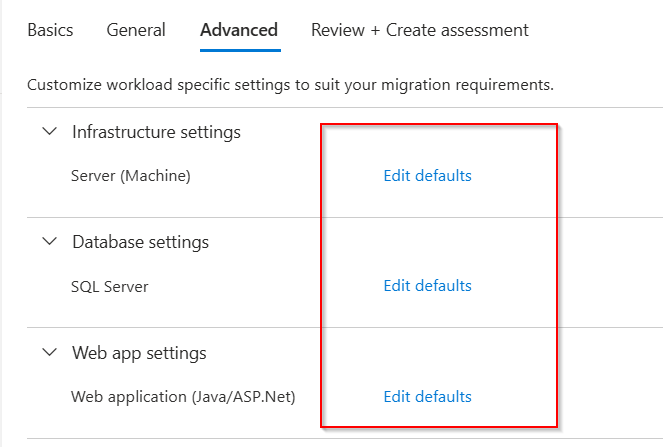 Basics General Advanced Review + Create assessment
Customize workload specific settings to suit your migration requirements.
Infrastructure settings
Server (Machine) Edit defaults
Database settings
SQL Server Edit defaults
Web app settings
Web application (Java/ASP.Net) Edit defaults